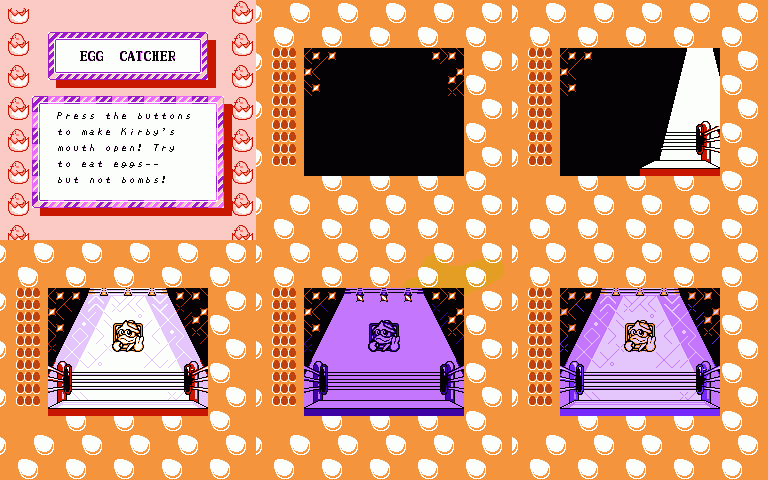 EGG CATCHER
Press the buttons
to make Kirby's
mouth open! Try
to eat eggs--
but not bombs!